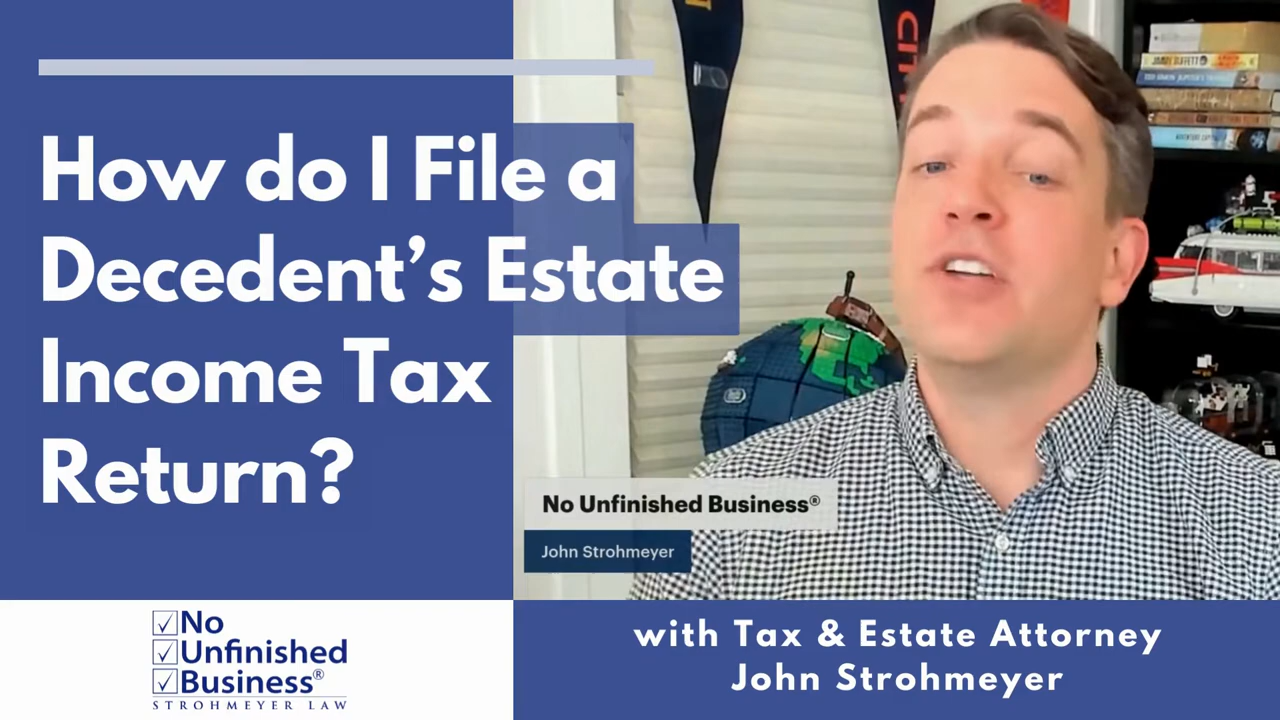 How do I File a
Decedent's Estate
Income Tax
Return?
CIT
No Unfinished Business®
John Strohmeyer
No
Unfinished
Business®
STROHMEYER LAW
with Tax & Estate Attorney
John Strohmeyer